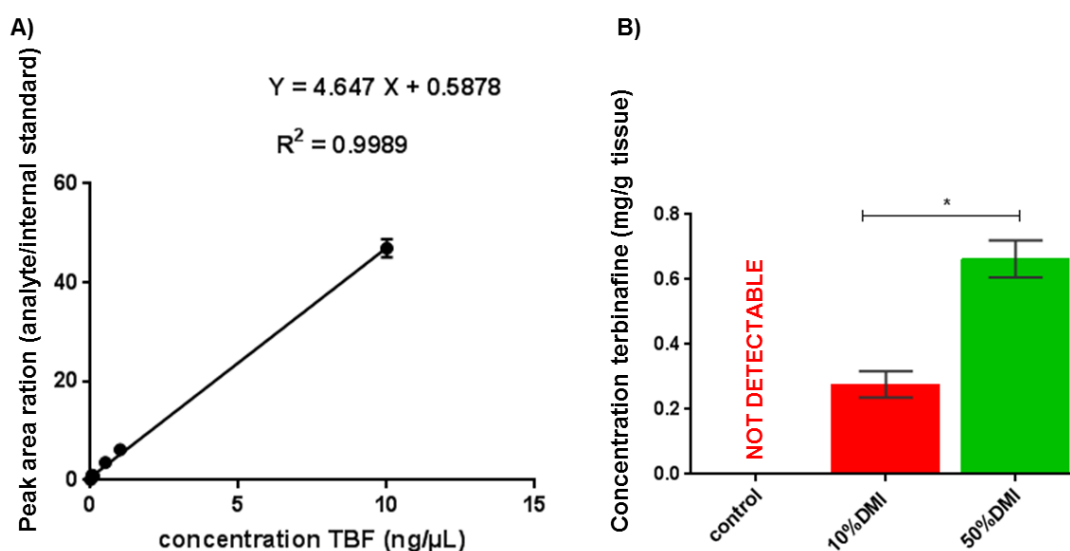 A)
Peak area ration (analyte/internal standard)
Y = 4.647 X + 0.5878
R² = 0.9989
60
40
20
0
0 5 10 15
concentration TBF (ng/µL)
B)
Concentration terbinafine (mg/g tissue)
0.8
0.6
0.4
0.2
0.0
*
NOT DETECTABLE
control 10%DMI 50%DMI